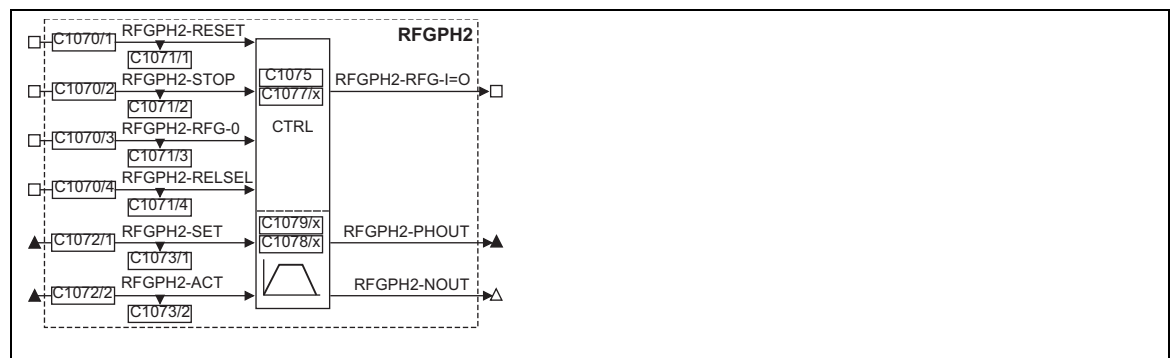 RFGPH2
C1070/1 RFGPH2-RESET
C1071/1
C1070/2 RFGPH2-STOP
C1071/2
C1070/3 RFGPH2-RFG-0
C1071/3
C1070/4 RFGPH2-RELSEL
C1071/4
C1072/1 RFGPH2-SET
C1073/1
C1072/2 RFGPH2-ACT
C1073/2
C1075
C1077/x
CTRL
C1079/x
C1078/x
RFGPH2-RFG-I=O
RFGPH2-PHOUT
RFGPH2-NOUT